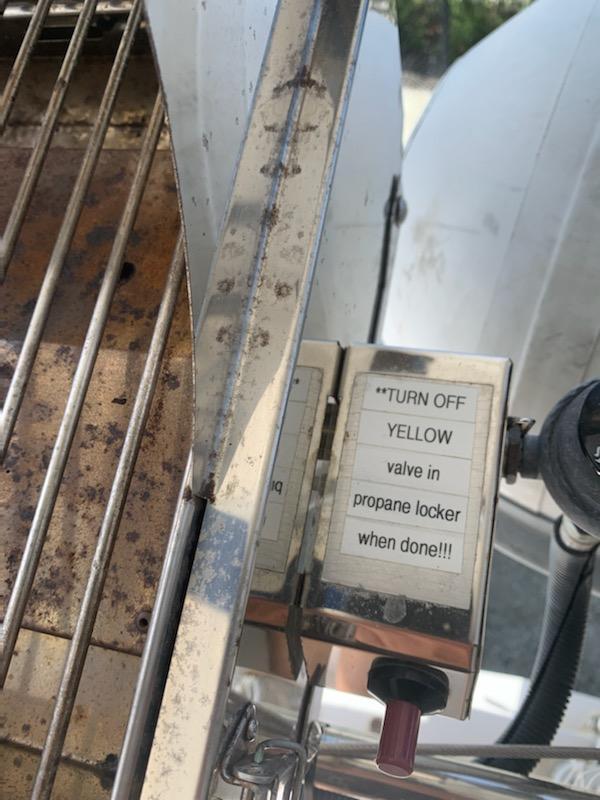 **TURN OFF
YELLOW
valve in
propane locker
when done!!!